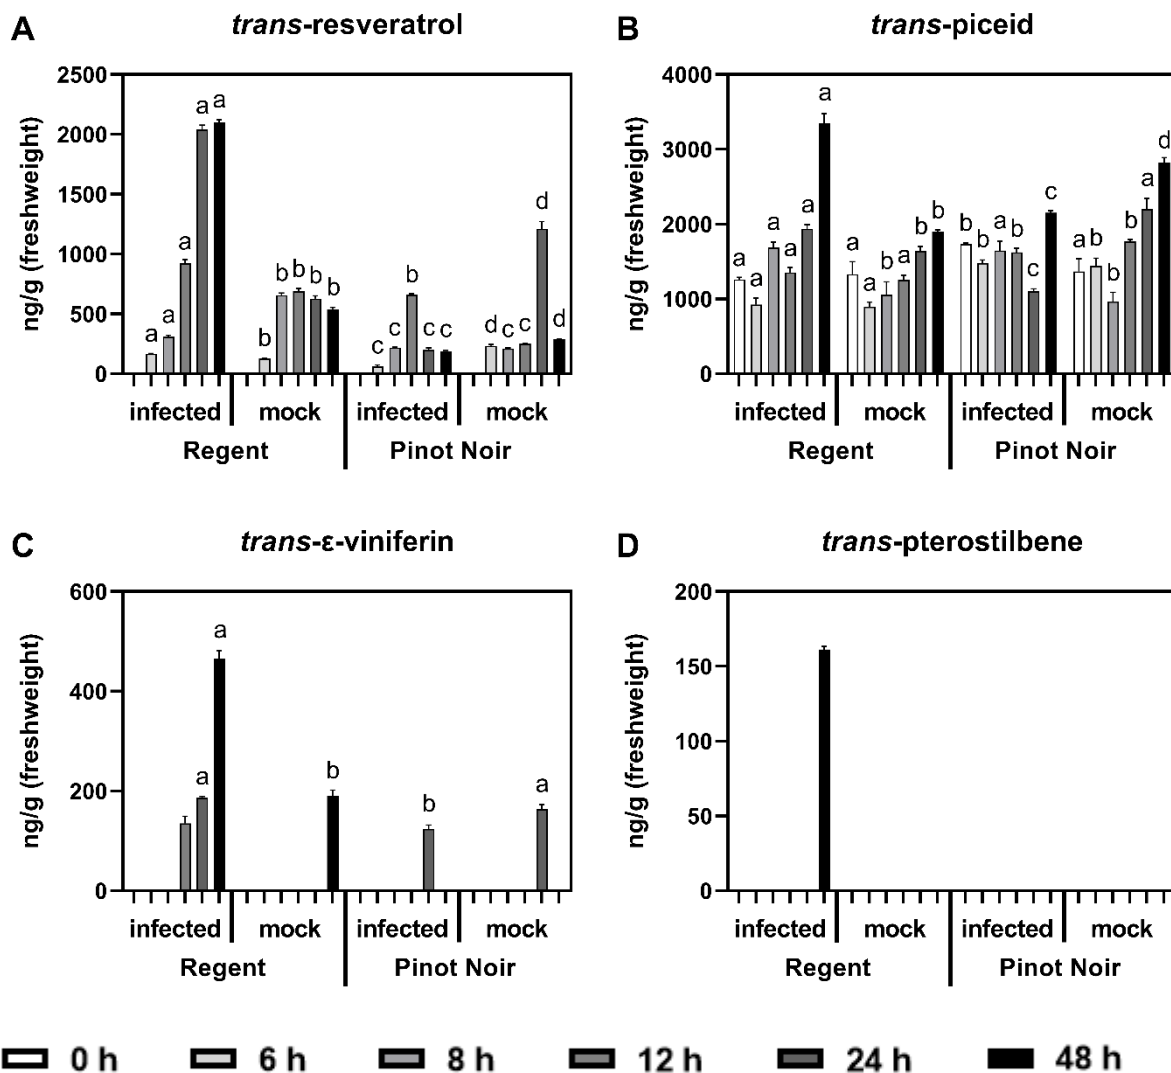 A trans-resveratrol
2500
2000
1500
1000
500
0
ng/g (freshweight)
a a a a a b b b b b c c b c c d c c d d
infected mock infected mock
Regent Pinot Noir
B trans-piceid
4000
3000
2000
1000
0
ng/g (freshweight)
a a a a a a a a b a b b b b a b c c a b b b a d
infected mock infected mock
Regent Pinot Noir
C trans-ε-viniferin
600
400
200
0
ng/g (freshweight)
a a b b a
infected mock infected mock
Regent Pinot Noir
D trans-pterostilbene
200
150
100
50
0
ng/g (freshweight)
infected mock infected mock
Regent Pinot Noir
0 h 6 h 8 h 12 h 24 h 48 h